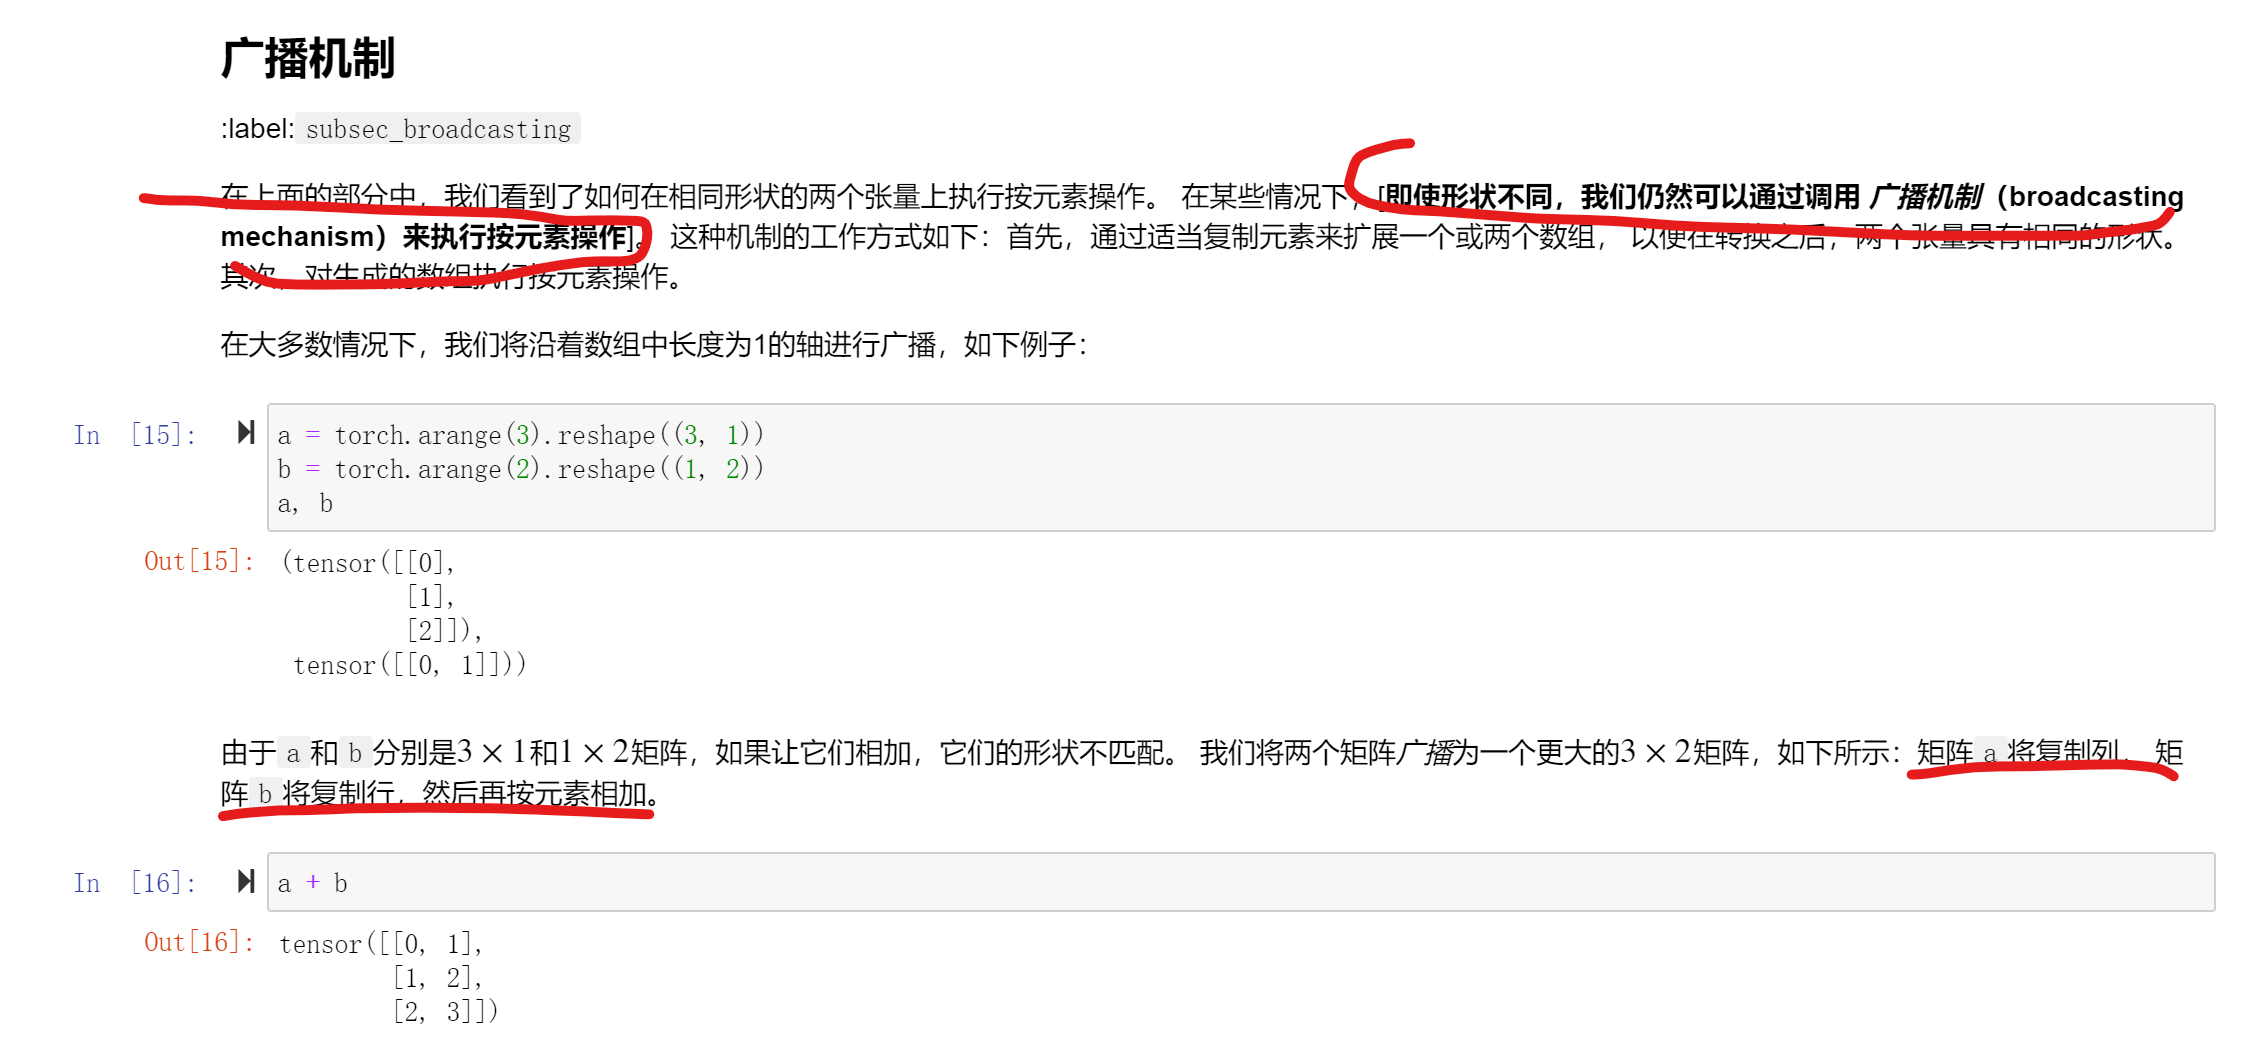 广播机制
:label: subsec_broadcasting
在上面的部分中，我们看到了如何在相同形状的两个张量上执行按元素操作。 在某些情况下，[即使形状不同，我们仍然可以通过调用 广播机制（broadcasting
mechanism）来执行按元素操作]。 这种机制的工作方式如下：首先，通过适当复制元素来扩展一个或两个数组， 以便在转换之后，两个张量具有相同的形状。
其次，对生成的数组执行按元素操作。
在大多数情况下，我们将沿着数组中长度为1的轴进行广播，如下例子：
In [15]: a = torch.arange(3).reshape((3, 1))
b = torch.arange(2).reshape((1, 2))
a, b
Out[15]: (tensor([[0],
[1],
[2]]),
tensor([[0, 1]]))
由于 a 和 b 分别是3 × 1和1 × 2矩阵，如果让它们相加，它们的形状不匹配。 我们将两个矩阵广播为一个更大的3 × 2矩阵，如下所示：矩阵 a 将复制列， 矩
阵 b 将复制行，然后再按元素相加。
In [16]: a + b
Out[16]: tensor([[0, 1],
[1, 2],
[2, 3]])